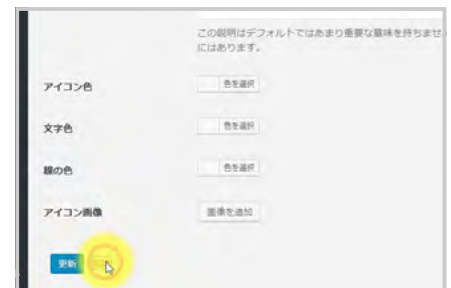 この説明はデフォルトではあまり重要な意味を持ちませ
にはあります。
アイコン色
色を選択
文字色
色を選択
線の色
色を選択
アイコン画像
画像を追加
更新